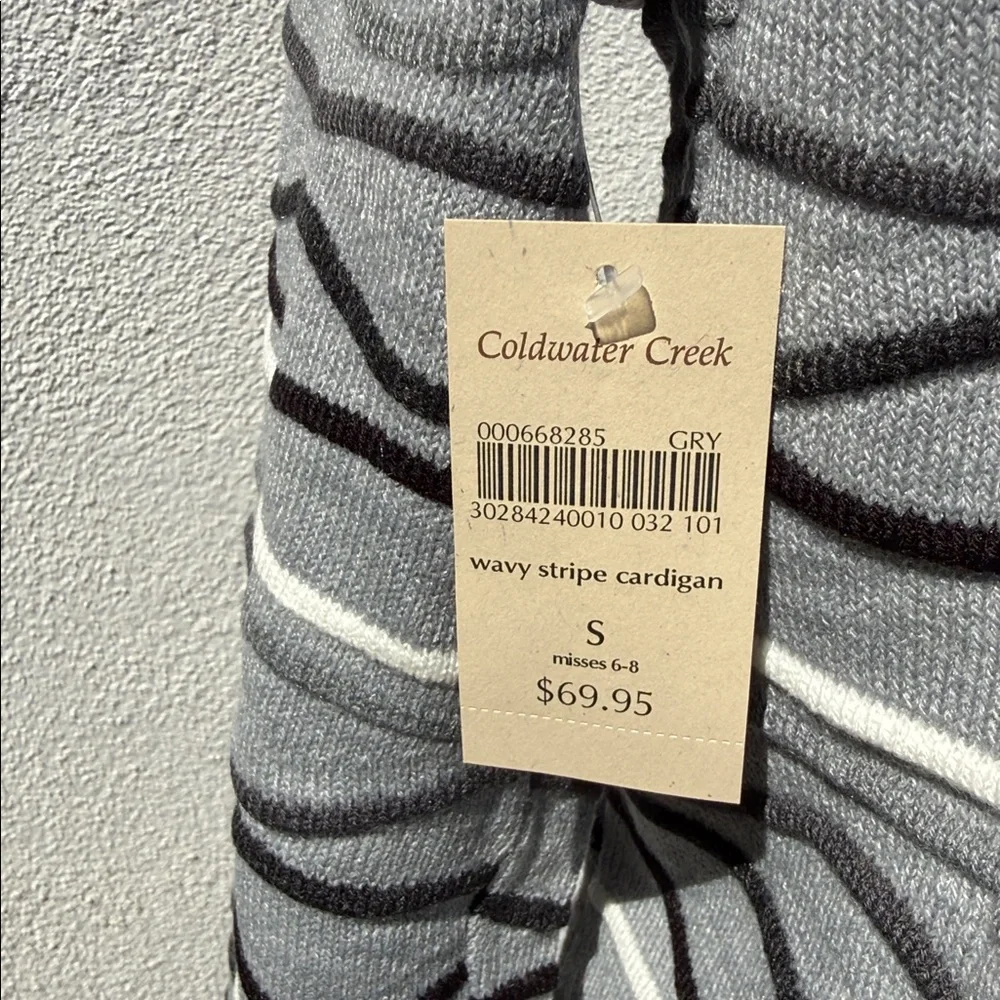 Coldwater Creek
000668285 GRY
30284240010 032 101
wavy stripe cardigan
S
misses 6-8
$69.95